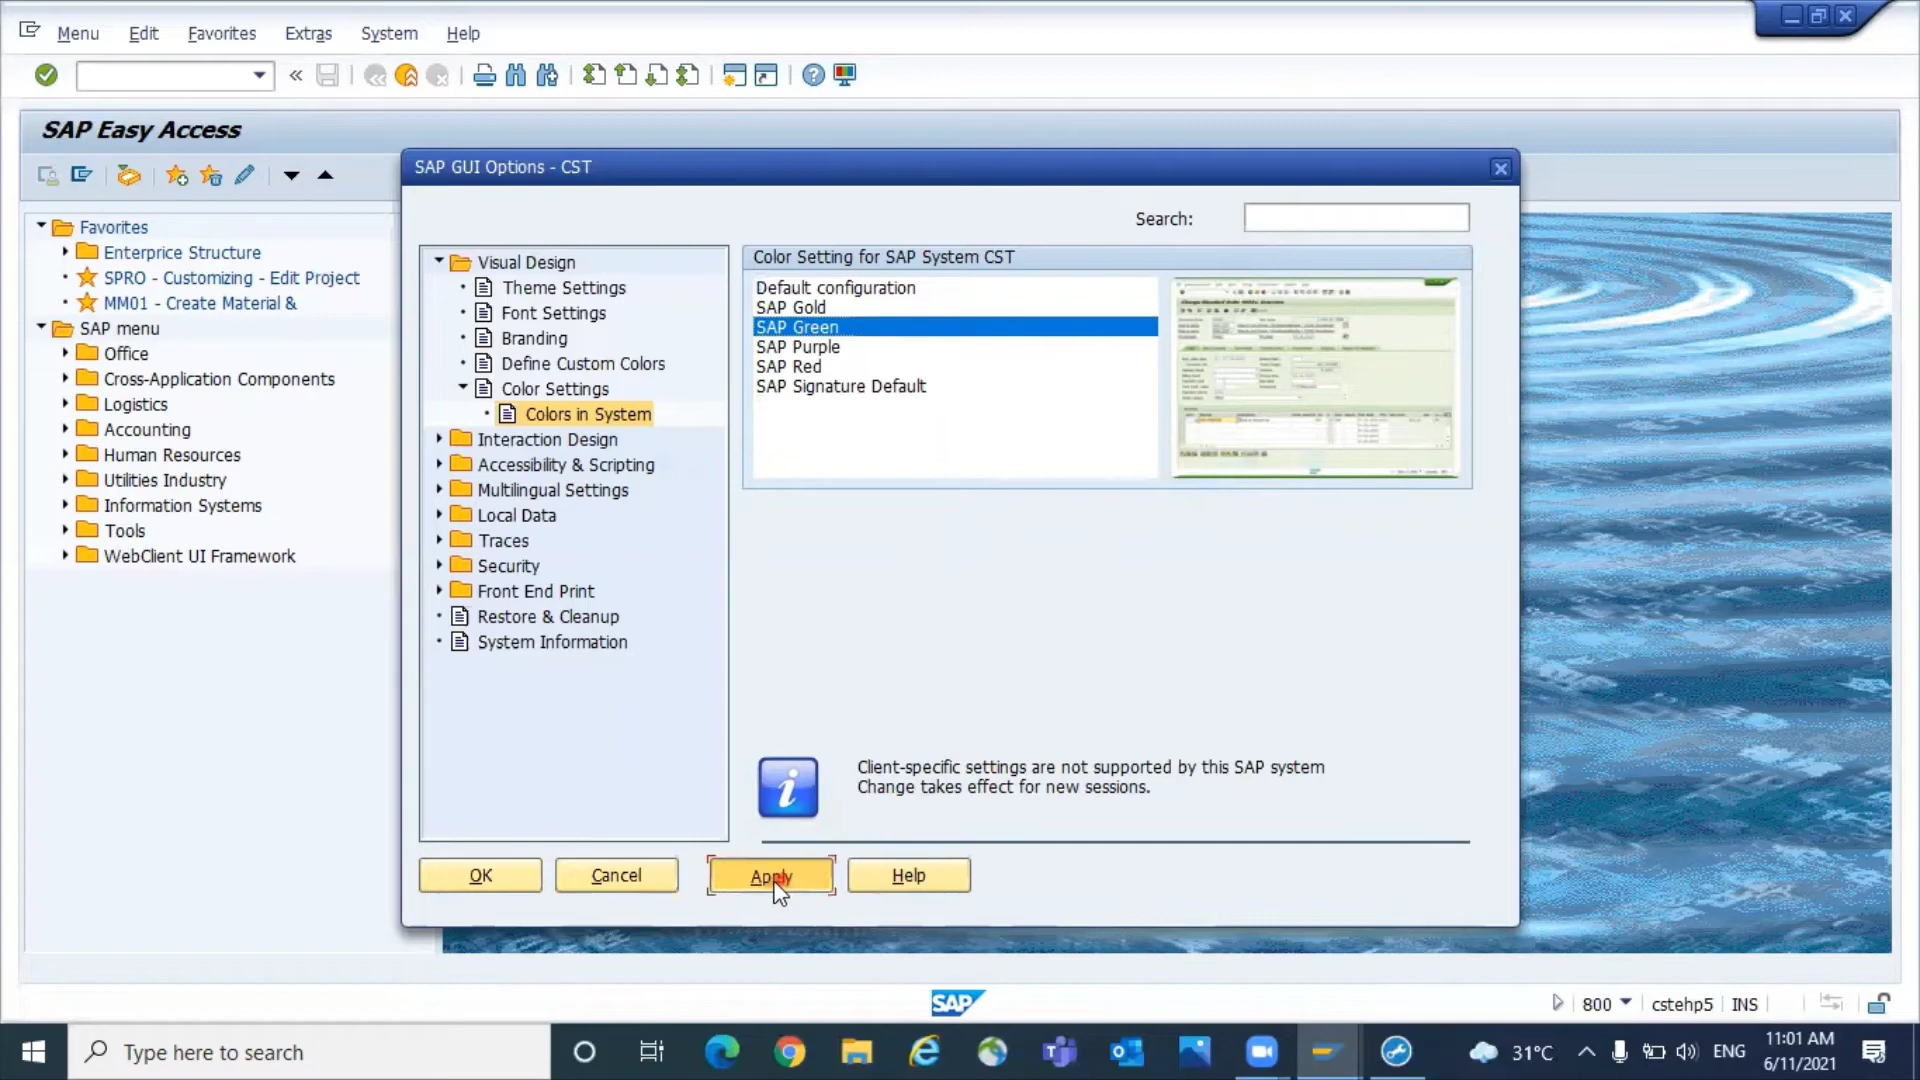 Menu Edit Favorites Extras System Help
SAP Easy Access
SAP GUI Options - CST
Search:
Favorites
Enterprice Structure
SPRO - Customizing - Edit Project
MM01 - Create Material &
SAP menu
Office
Cross-Application Components
Logistics
Accounting
Human Resources
Utilities Industry
Information Systems
Tools
WebClient UI Framework
Visual Design
Theme Settings
Font Settings
Branding
Define Custom Colors
Color Settings
Colors in System
Interaction Design
Accessibility & Scripting
Multilingual Settings
Local Data
Traces
Security
Front End Print
Restore & Cleanup
System Information
Color Setting for SAP System CST
Default configuration
SAP Gold
SAP Green
SAP Purple
SAP Red
SAP Signature Default
Client-specific settings are not supported by this SAP system
Change takes effect for new sessions.
OK Cancel Apply Help
SAP
800 cstehp5 INS
Type here to search
31°C ENG
11:01 AM
6/11/2021